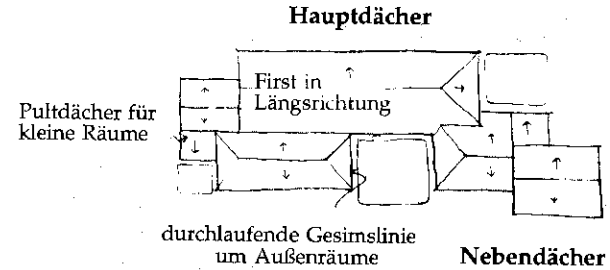 Hauptdächer
First in
Längsrichtung
Pultdächer für
kleine Räume
durchlaufende Gesimslinie
um Außenräume
Nebendächer